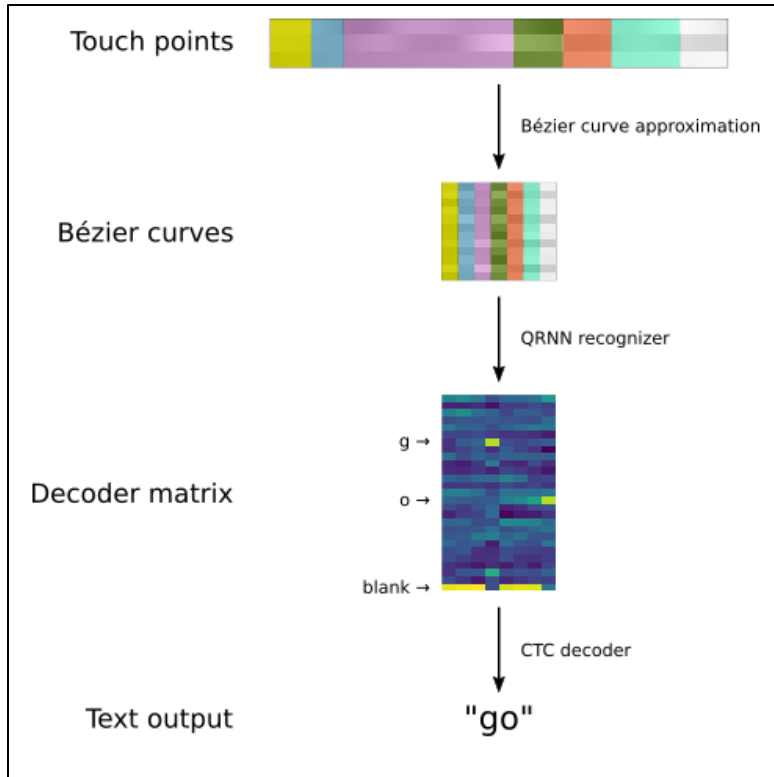 Touch points
Bézier curve approximation
Bézier curves
QRNN recognizer
g →
Decoder matrix
o →
blank →
CTC decoder
Text output
"go"